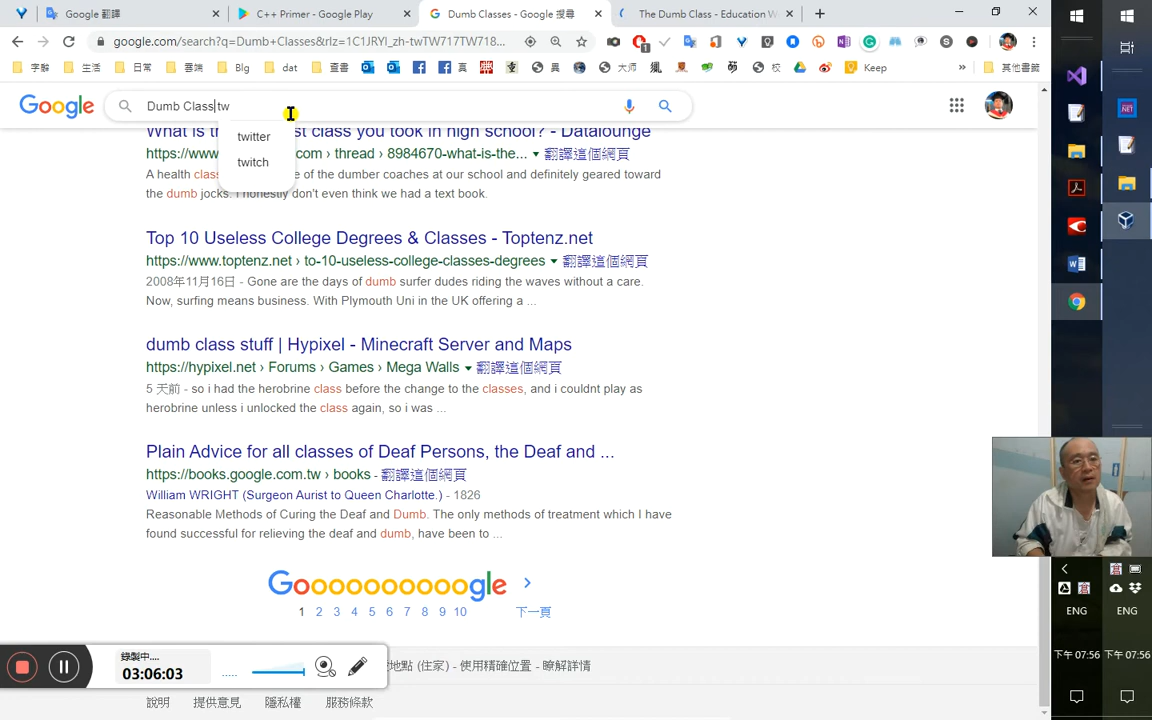 Google 翻譯
C++ Primer - Google Play
Dumb Classes - Google 搜尋
The Dumb Class - Education W
google.com/search?q=Dumb+Classes&rlz=1C1JRYI_zh-twTW717TW718...
字辭
生活
日常
雲端
Blg
dat
查書
真
異
大师
校
Keep
»
其他書籤
Google
Dumb Class tw
twitter
twitch
st class you took in high school? - Datalounge
com › thread › 8984670-what-is-the... 翻譯這個網頁
A health clas e of the dumber coaches at our school and definitely geared toward
the dumb jocks. I honestly don't even think we had a text book.
Top 10 Useless College Degrees & Classes - Toptenz.net
https://www.toptenz.net › to-10-useless-college-classes-degrees 翻譯這個網頁
2008年11月16日 - Gone are the days of dumb surfer dudes riding the waves without a care.
Now, surfing means business. With Plymouth Uni in the UK offering a ...
dumb class stuff | Hypixel - Minecraft Server and Maps
https://hypixel.net › Forums › Games › Mega Walls 翻譯這個網頁
5 天前 - so i had the herobrine class before the change to the classes, and i couldnt play as
herobrine unless i unlocked the class again, so i was ...
Plain Advice for all classes of Deaf Persons, the Deaf and ...
https://books.google.com.tw › books - 翻譯這個網頁
William WRIGHT (Surgeon Aurist to Queen Charlotte.) - 1826
Reasonable Methods of Curing the Deaf and Dumb. The only methods of treatment which I have
found successful for relieving the deaf and dumb, have been to ...
Goooooooooogle
1 2 3 4 5 6 7 8 9 10 下一頁
錄製中....
03:06:03
地點 (住家) - 使用精確位置 - 瞭解詳情
說明 提供意見 隱私權 服務條款
ENG
ENG
下午 07:56
下午 07:56